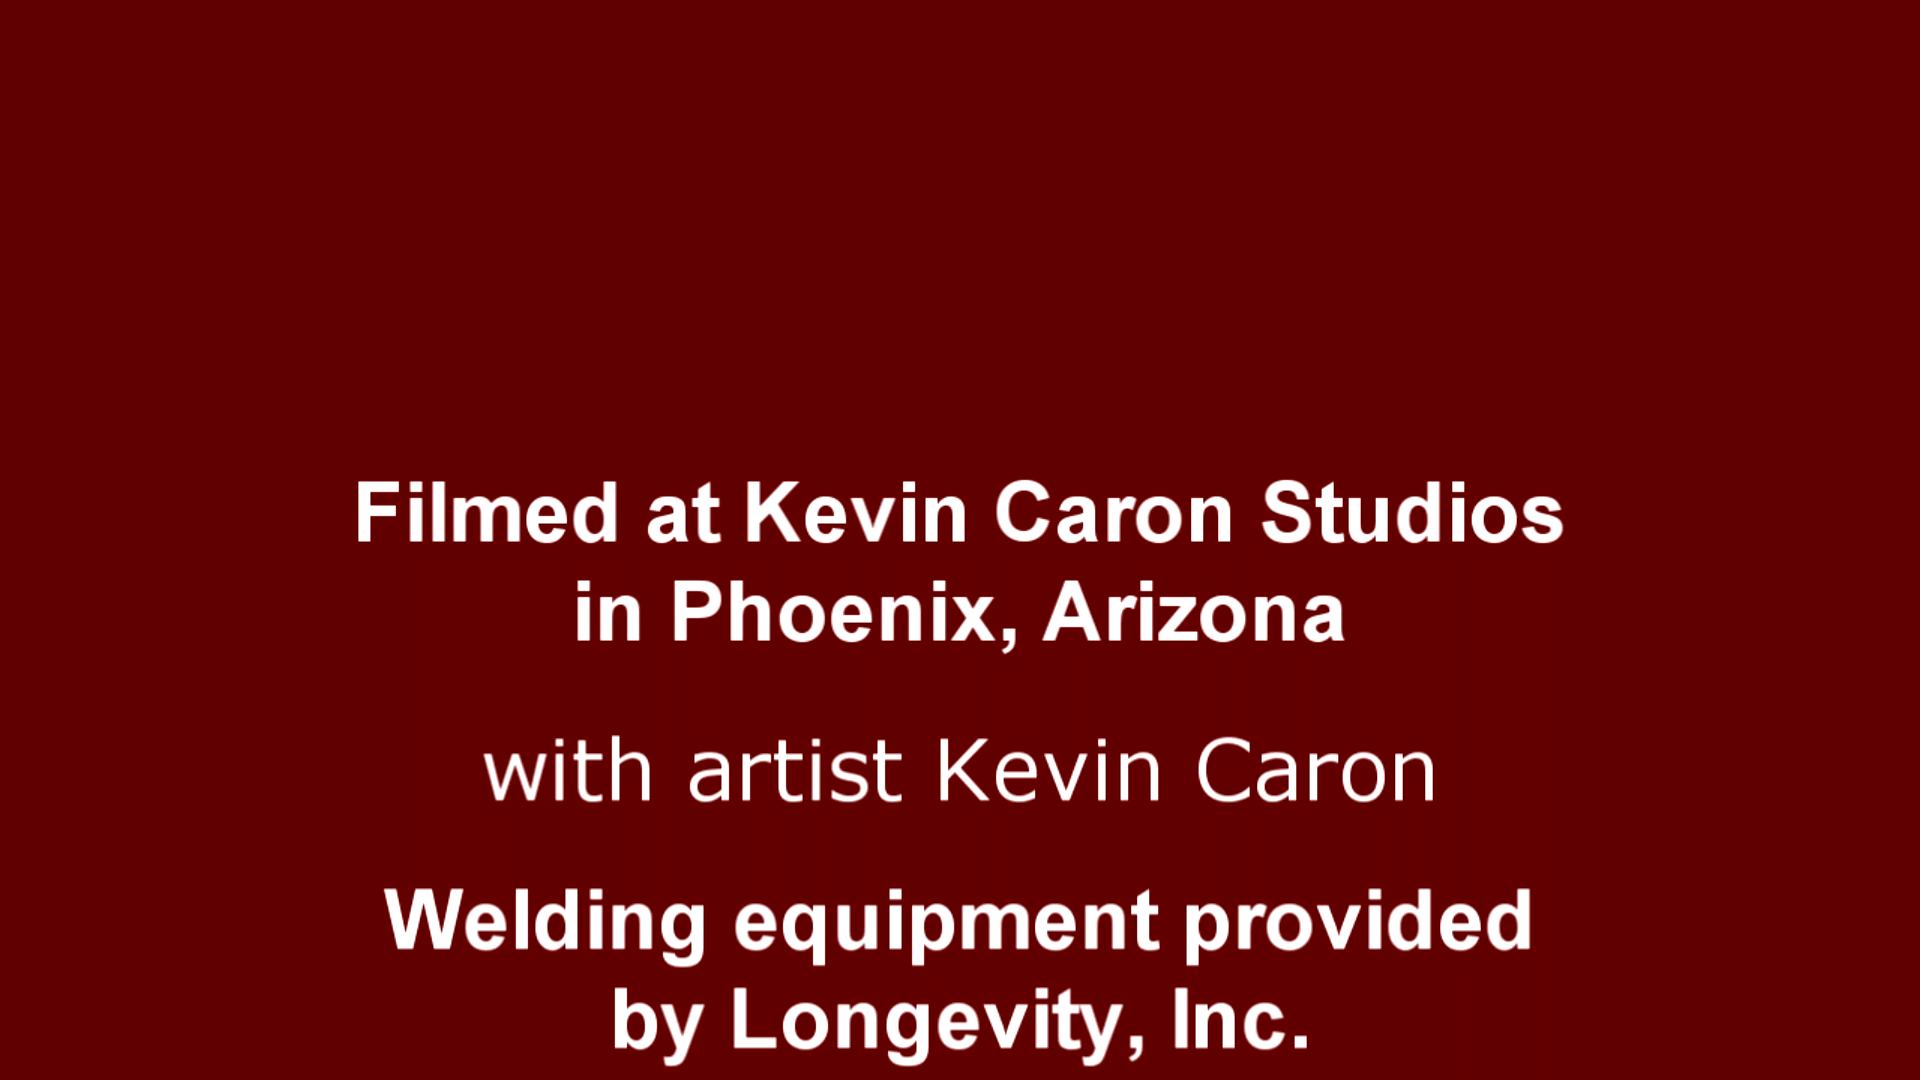 Filmed at Kevin Caron Studios
in Phoenix, Arizona
with artist Kevin Caron
Welding equipment provided
by Longevity, Inc.